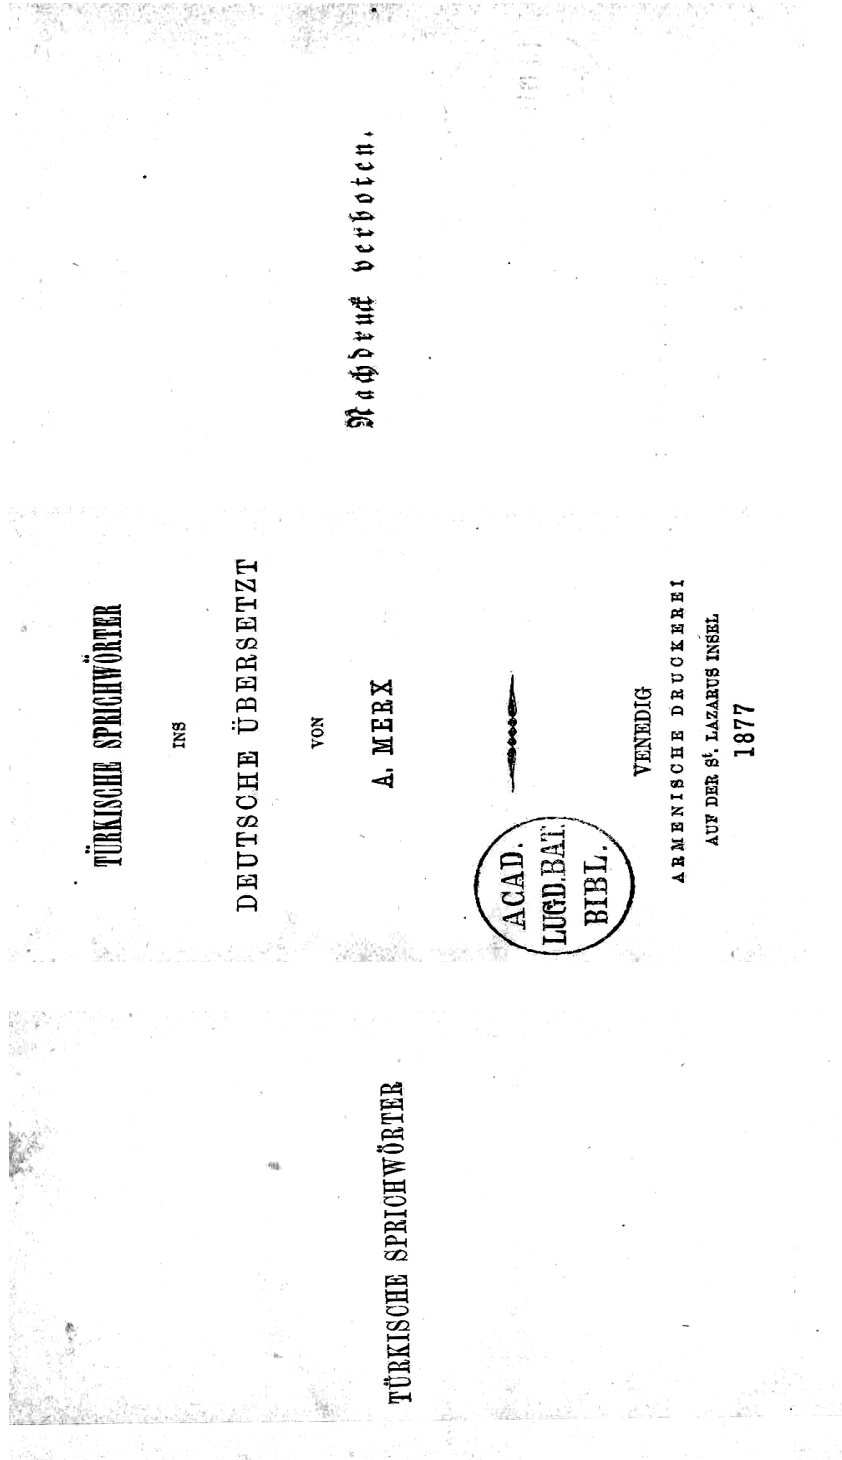 TÜRKISCHE SPRICHWÖRTER
TÜRKISCHE SPRICHWÖRTER
INS
DEUTSCHE ÜBERSETZT
VON
A. MERX
ACAD.
LUGD.BAT.
BIBL.
VENEDIG
ARMENISCHE DRUCKEREI
AUF DER St. LAZARUS INSEL
1877
Nachdruck verboten.